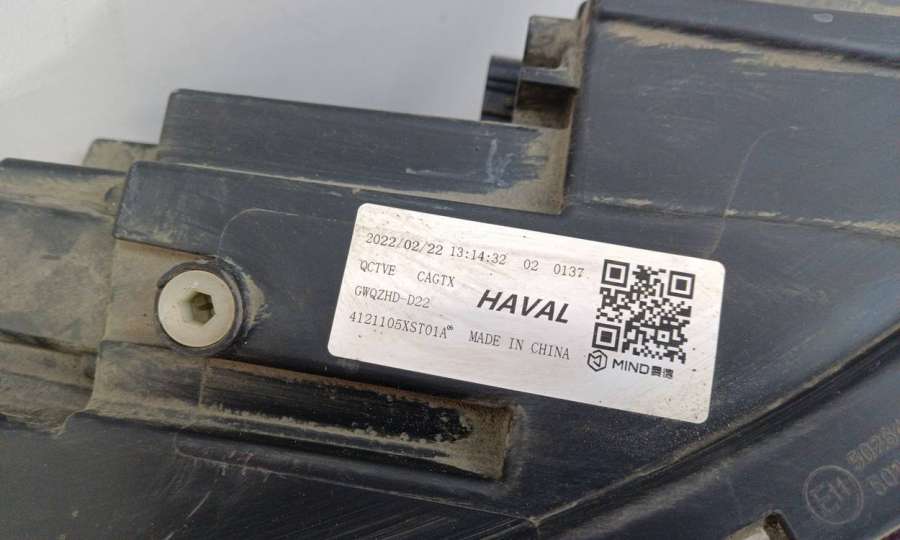 2022/02/22 13:14:32 02 0137
QCTVE CAGTX
GWQZHD-D22 HAVAL
4121105XST01A MADE IN CHINA
MIND
E11